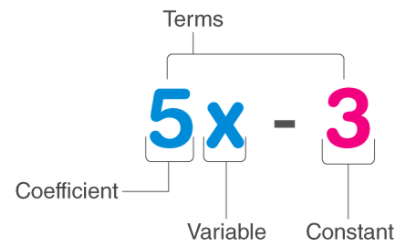 Terms
5x - 3
Coefficient
Variable Constant